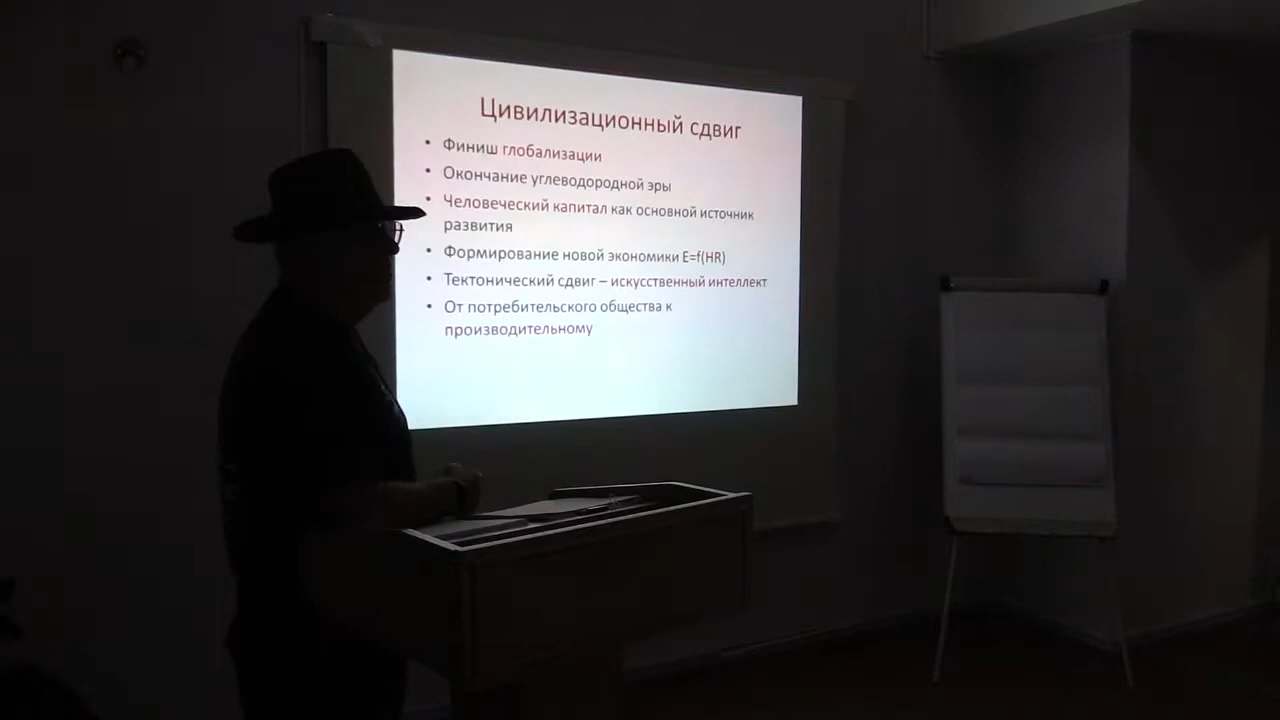 Цивилизационный сдвиг
• Финиш глобализации
• Окончание углеводородной эры
• Человеческий капитал как основной источник
развития
• Формирование новой экономики E=f(HR)
• Тектонический сдвиг – искусственный интеллект
• От потребительского общества к
производительному